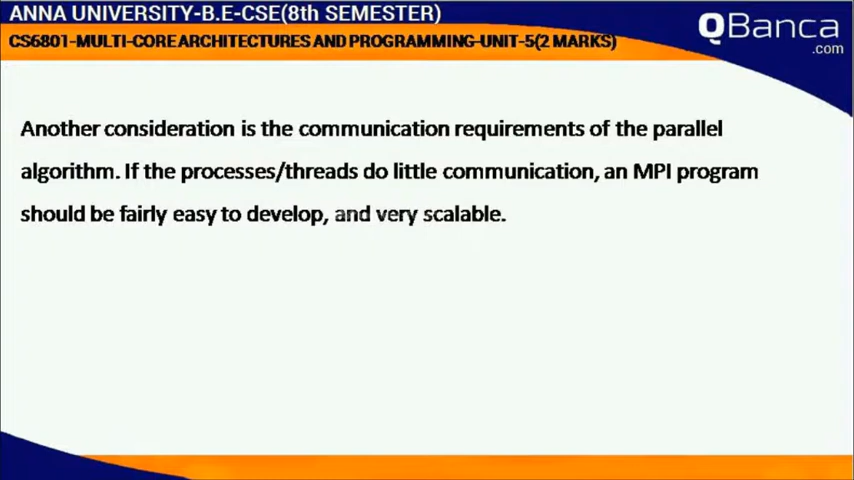 ANNA UNIVERSITY-B.E-CSE(8th SEMESTER)
CS6801-MULTI-CORE ARCHITECTURES AND PROGRAMMING-UNIT-5(2 MARKS)
QBanca
.com
Another consideration is the communication requirements of the parallel
algorithm. If the processes/threads do little communication, an MPI program
should be fairly easy to develop, and very scalable.